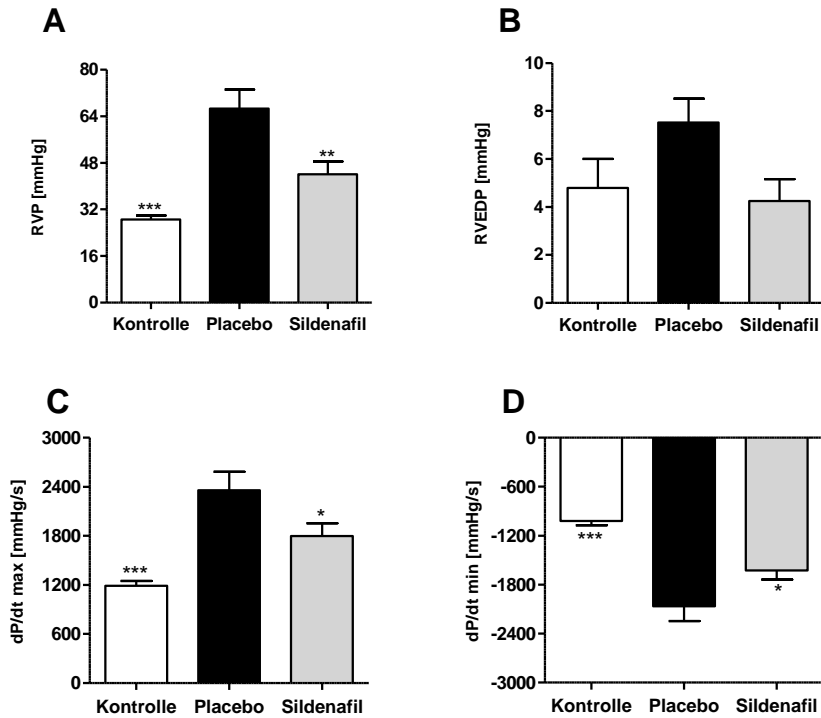 A
RVP [mmHg]
80
64
48
32
16
0
***
**
Kontrolle Placebo Sildenafil
B
RVEDP [mmHg]
10
8
6
4
2
0
Kontrolle Placebo Sildenafil
C
dP/dt max [mmHg/s]
3000
2400
1800
1200
600
0
***
*
Kontrolle Placebo Sildenafil
D
dP/dt min [mmHg/s]
0
-600
-1200
-1800
-2400
-3000
***
*
Kontrolle Placebo Sildenafil